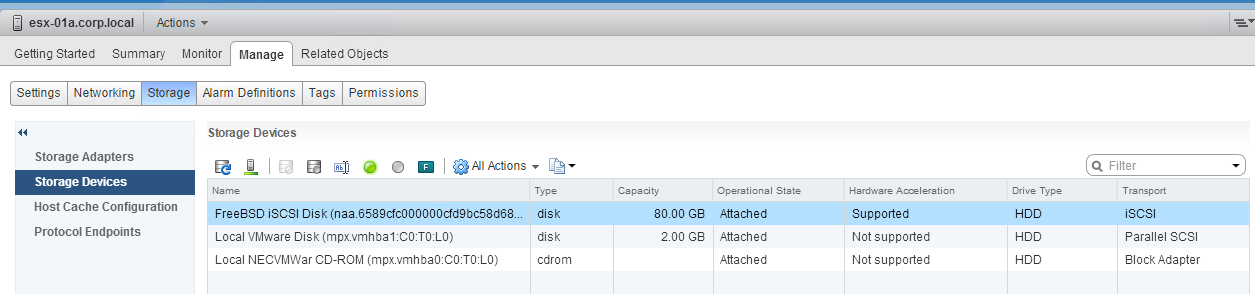 esx-01a.corp.local Actions
Getting Started Summary Monitor Manage Related Objects
Settings Networking Storage Alarm Definitions Tags Permissions
Storage Adapters
Storage Devices
Host Cache Configuration
Protocol Endpoints
Storage Devices
F All Actions Filter
Name Type Capacity Operational State Hardware Acceleration Drive Type Transport
FreeBSD iSCSI Disk (naa.6589cfc000000cfd9bc58d68... disk 80.00 GB Attached Supported HDD iSCSI
Local VMware Disk (mpx.vmhba1:C0:T0:L0) disk 2.00 GB Attached Not supported HDD Parallel SCSI
Local NECVMWar CD-ROM (mpx.vmhba0:C0:T0:L0) cdrom Attached Not supported HDD Block Adapter